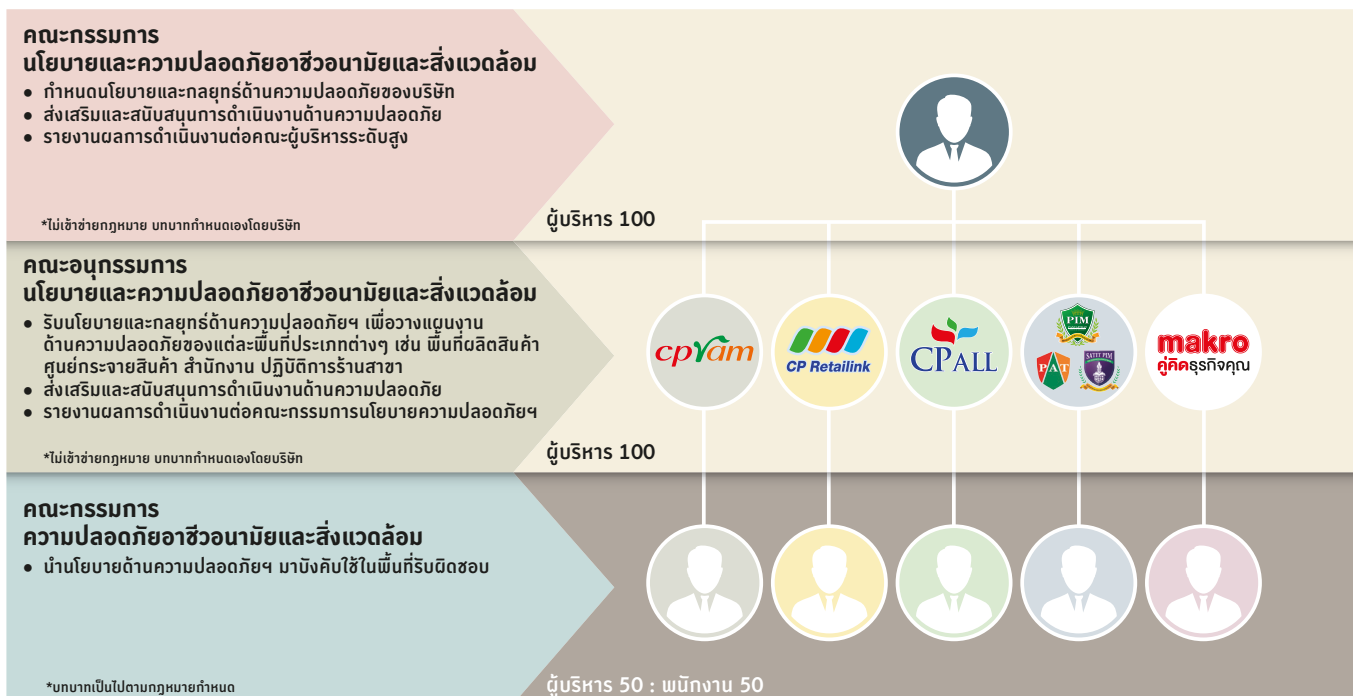 คณะกรรมการ
นโยบายและความปลอดภัยอาชีวอนามัยและสิ่งแวดล้อม
• กำหนดนโยบายและกลยุทธ์ด้านความปลอดภัยของบริษัท
• ส่งเสริมและสนับสนุนการดำเนินงานด้านความปลอดภัย
• รายงานผลการดำเนินงานต่อคณะผู้บริหารระดับสูง
*ไม่เข้าข่ายกฎหมาย บทบาทกำหนดเองโดยบริษัท
ผู้บริหาร 100
คณะอนุกรรมการ
นโยบายและความปลอดภัยอาชีวอนามัยและสิ่งแวดล้อม
• รับนโยบายและกลยุทธ์ด้านความปลอดภัยฯ เพื่อวางแผนงาน
ด้านความปลอดภัยของแต่ละพื้นที่ประเภทต่างๆ เช่น พื้นที่ผลิตสินค้า
ศูนย์กระจายสินค้า สำนักงาน ปฏิบัติการร้านสาขา
• ส่งเสริมและสนับสนุนการดำเนินงานด้านความปลอดภัย
• รายงานผลการดำเนินงานต่อคณะกรรมการนโยบายความปลอดภัยฯ
*ไม่เข้าข่ายกฎหมาย บทบาทกำหนดเองโดยบริษัท
ผู้บริหาร 100
cpram
CP Retailink
CPALL
PIM
PAT
SATIT PIM
makro
คู่คิดธุรกิจคุณ
คณะกรรมการ
ความปลอดภัยอาชีวอนามัยและสิ่งแวดล้อม
• นำนโยบายด้านความปลอดภัยฯ มาบังคับใช้ในพื้นที่รับผิดชอบ
*บทบาทเป็นไปตามกฎหมายกำหนด
ผู้บริหาร 50 : พนักงาน 50